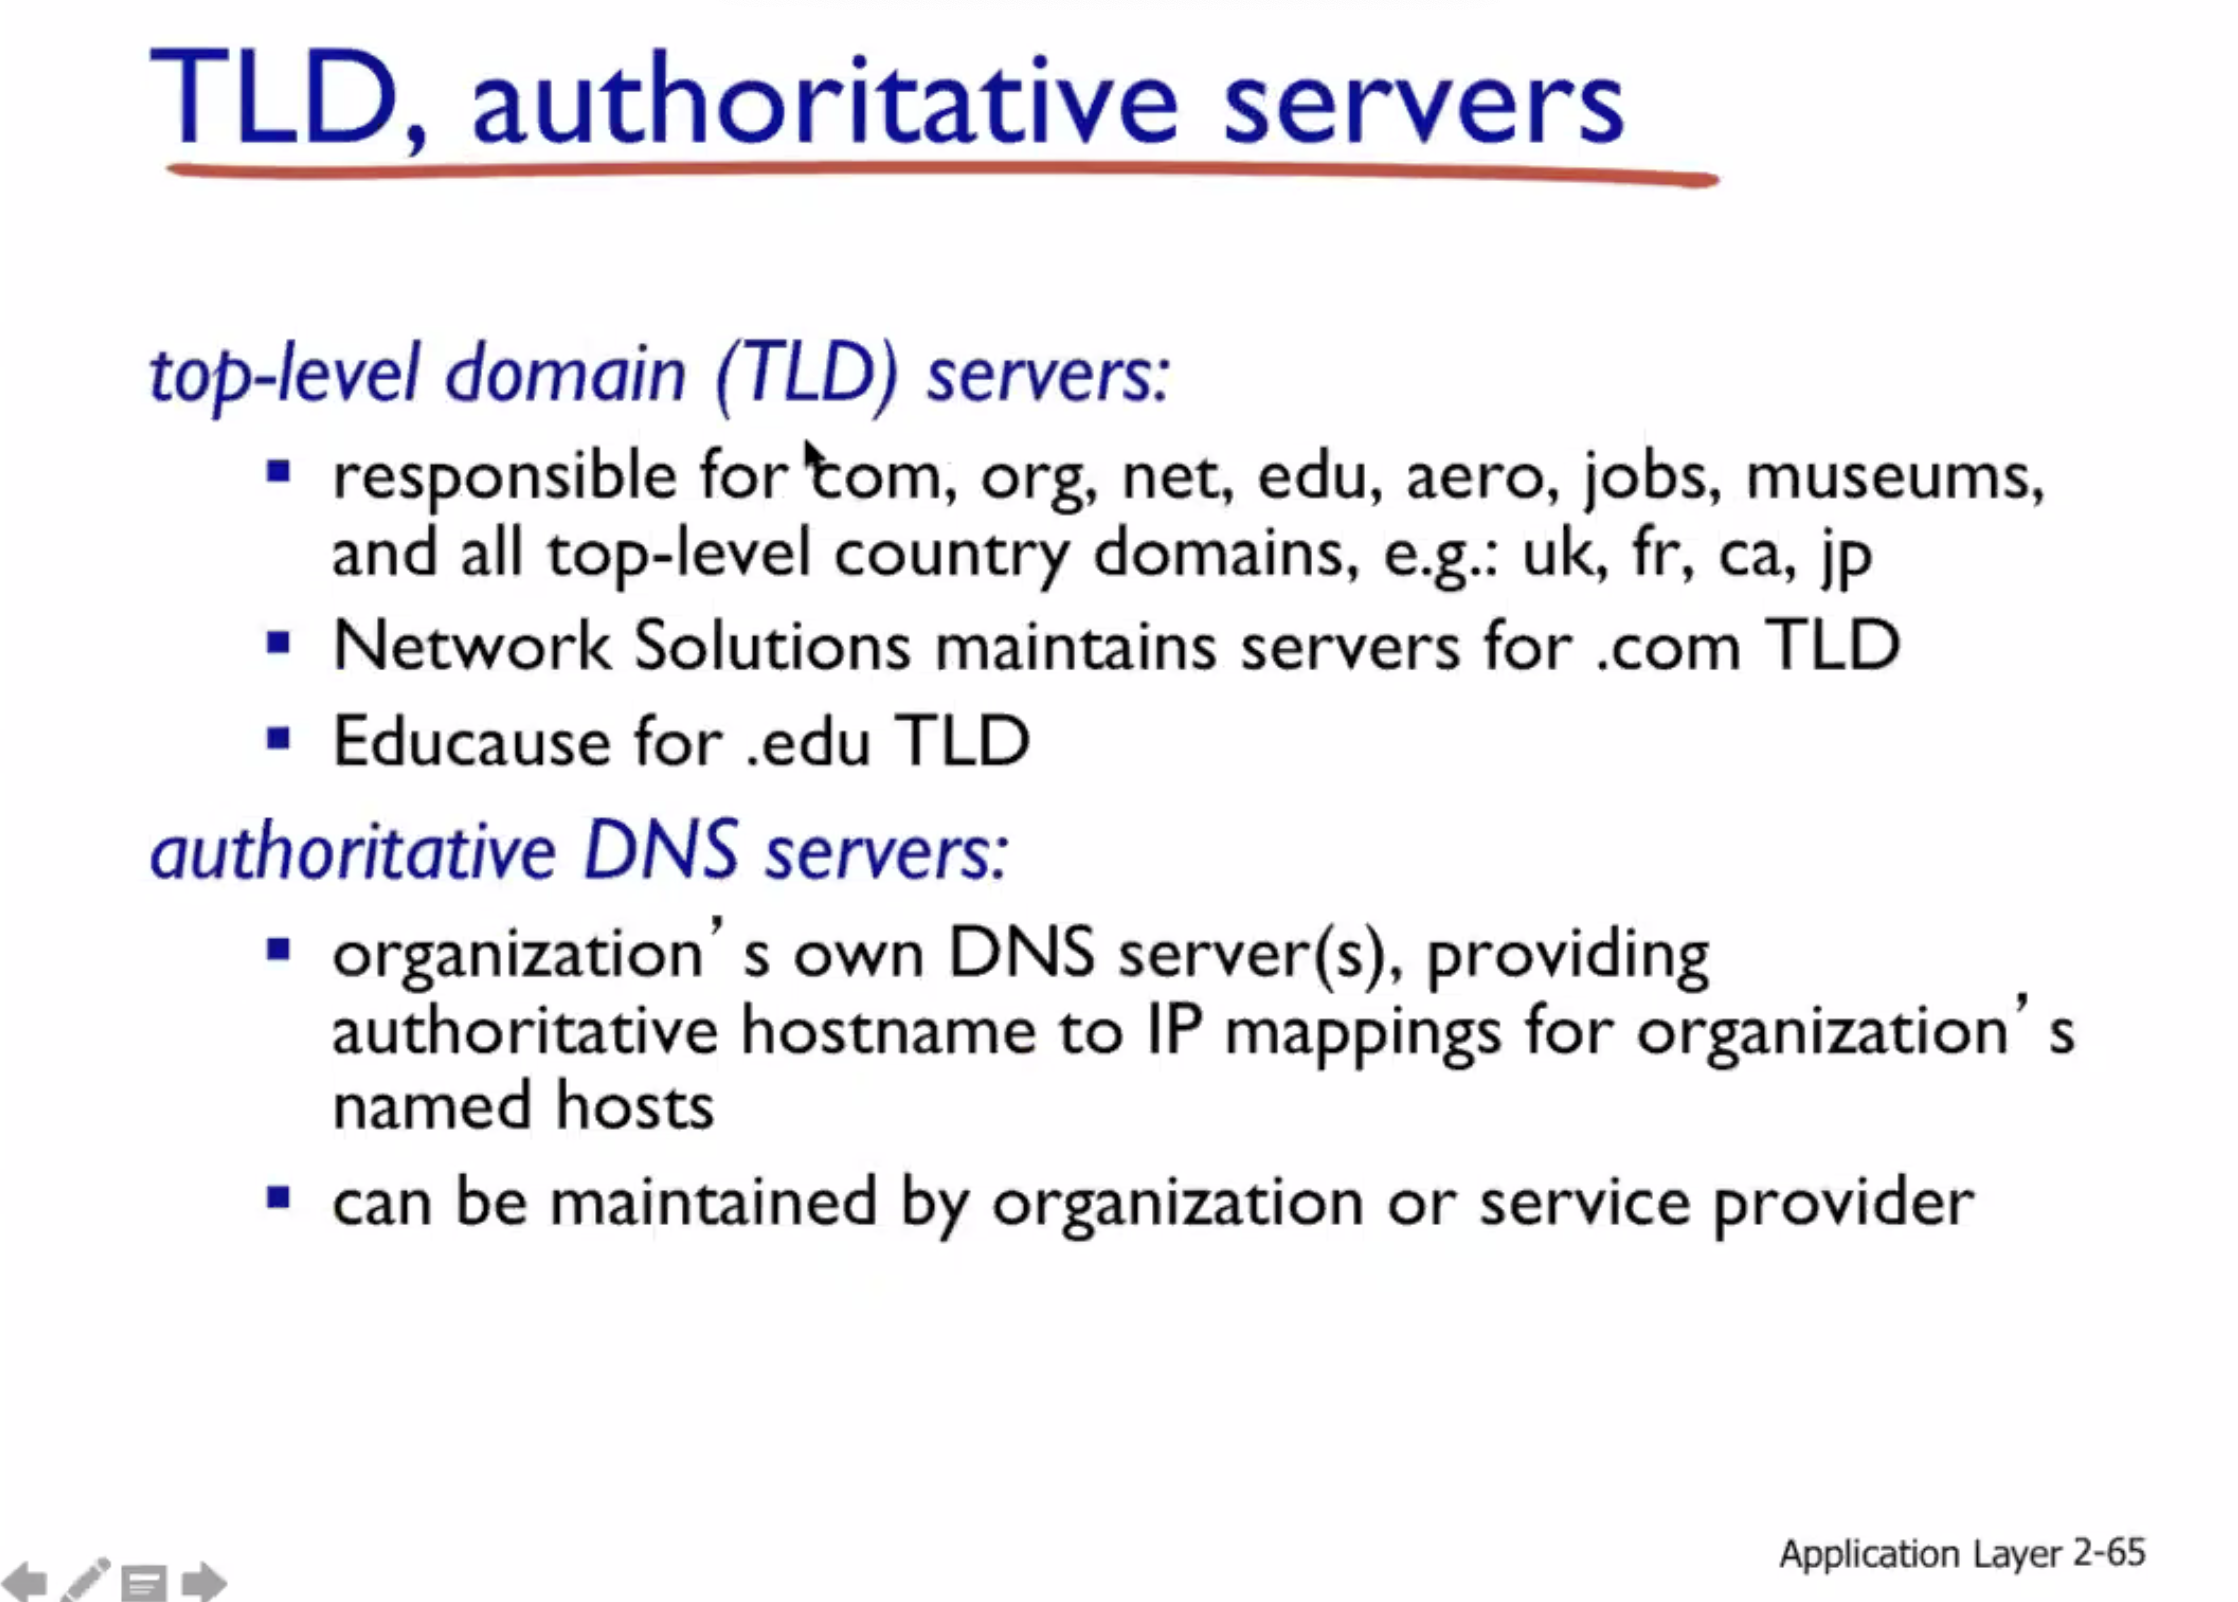 TLD, authoritative servers
top-level domain (TLD) servers:
▪ responsible for com, org, net, edu, aero, jobs, museums,
and all top-level country domains, e.g.: uk, fr, ca, jp
▪ Network Solutions maintains servers for .com TLD
▪ Educause for .edu TLD
authoritative DNS servers:
▪ organization’s own DNS server(s), providing
authoritative hostname to IP mappings for organization’s
named hosts
▪ can be maintained by organization or service provider
Application Layer 2-65